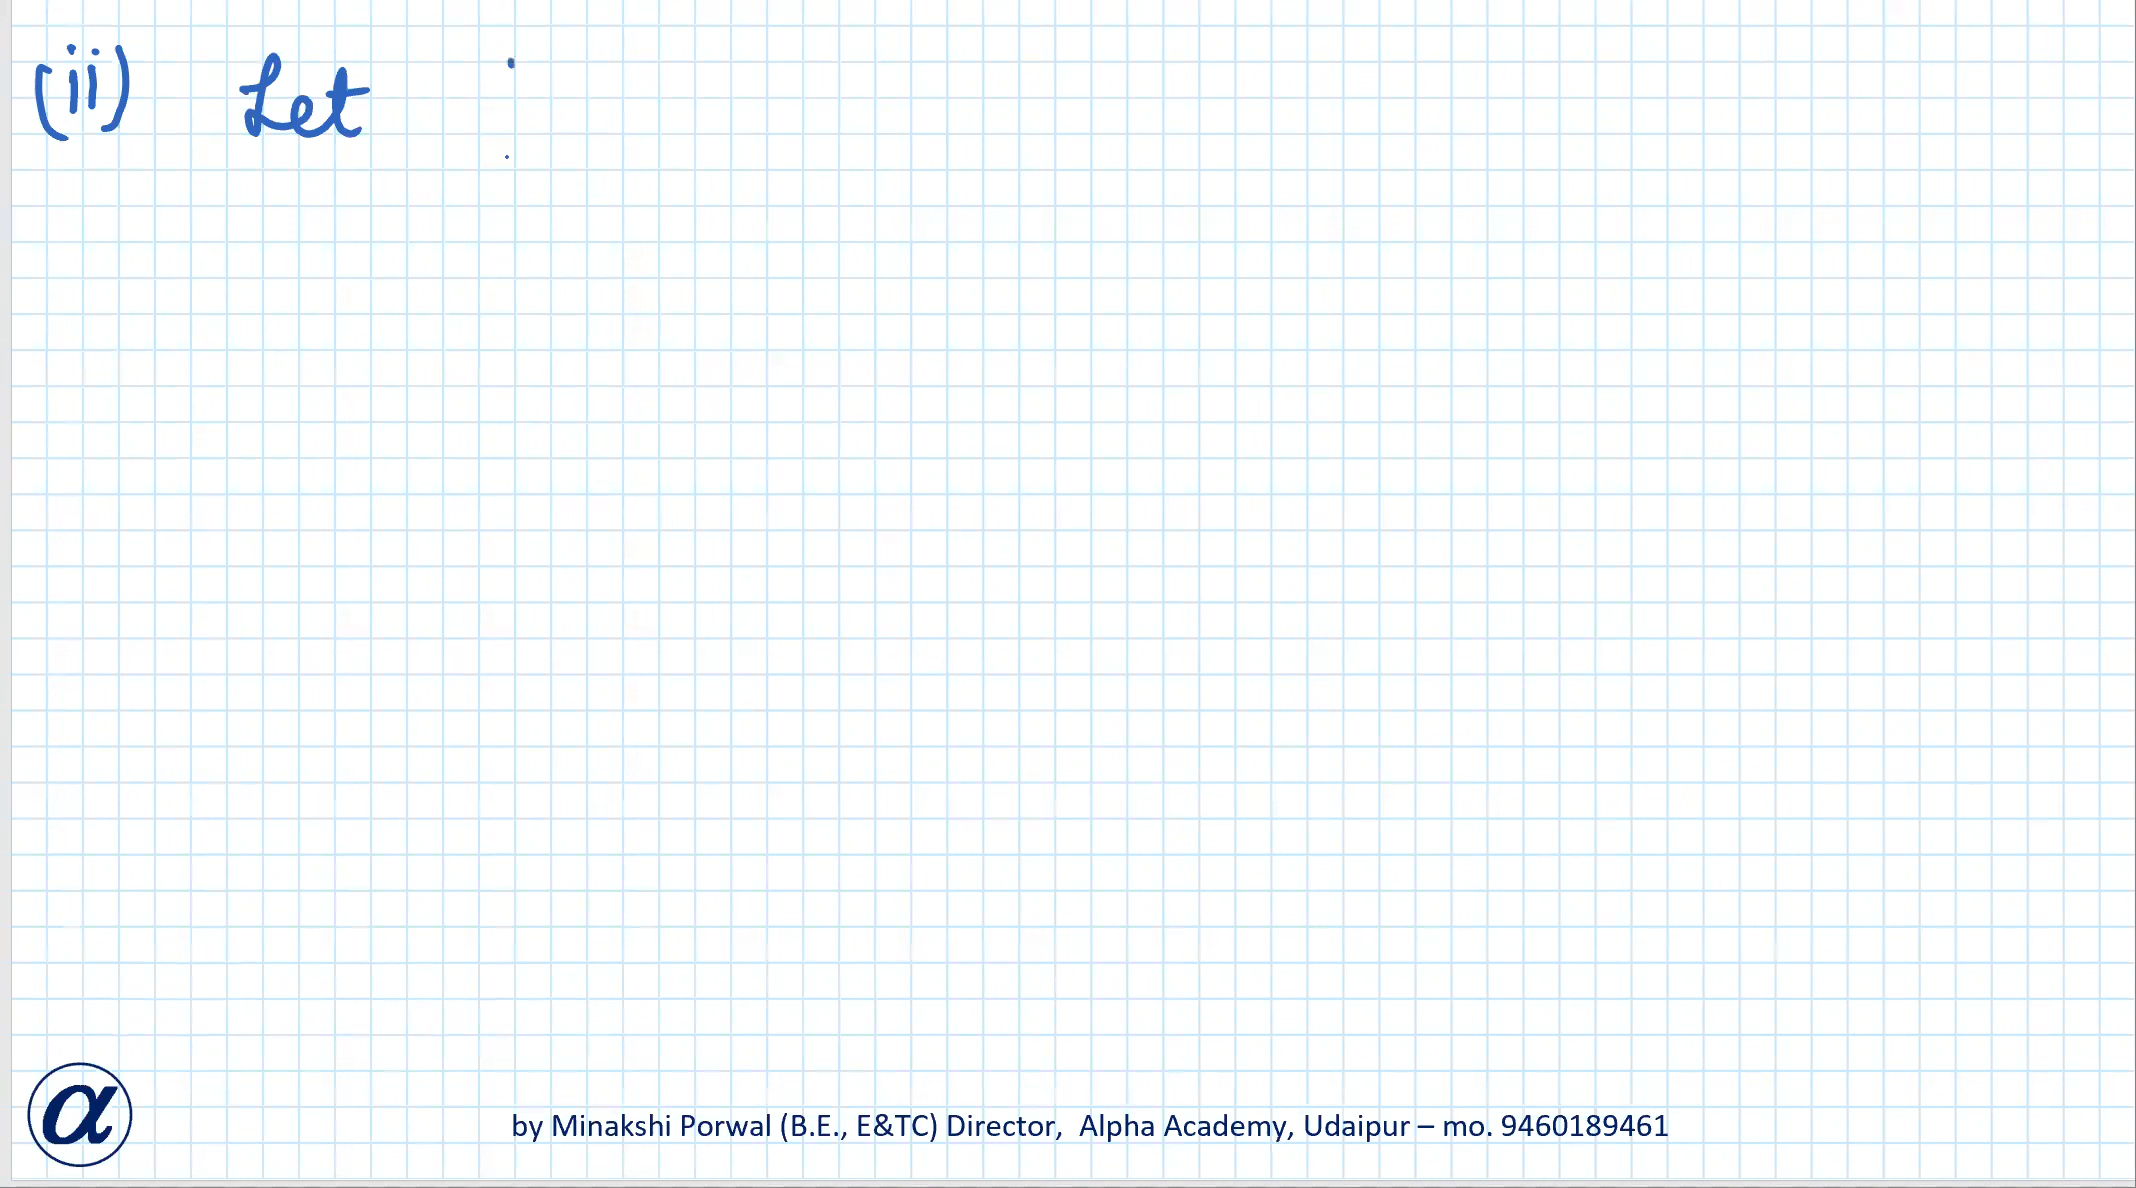 (ii) Let
α
by Minakshi Porwal (B.E., E&TC) Director, Alpha Academy, Udaipur – mo. 9460189461